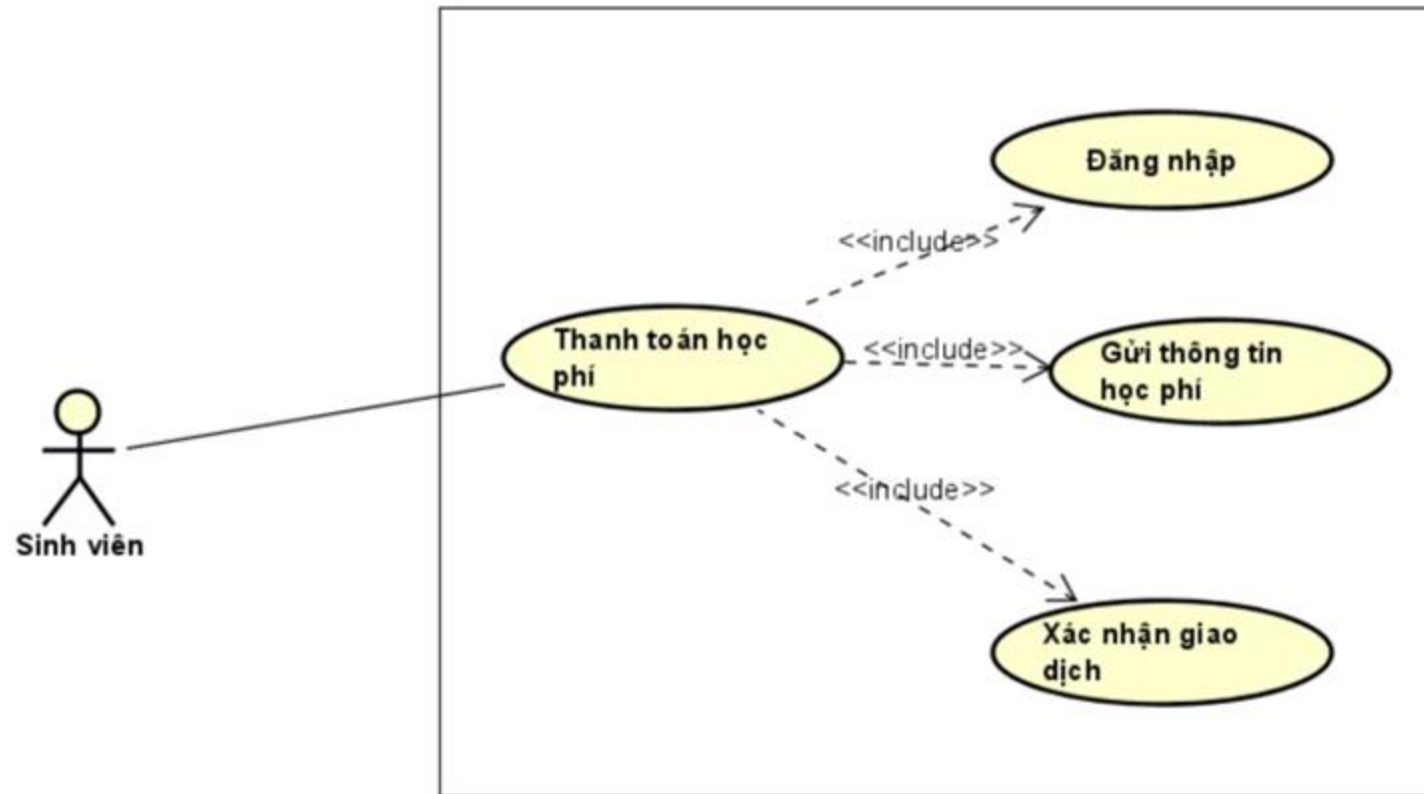 Đăng nhập
<<include>>
Thanh toán học
phí
<<include>>
Gửi thông tin
học phí
<<include>>
Sinh viên
Xác nhận giao
dịch